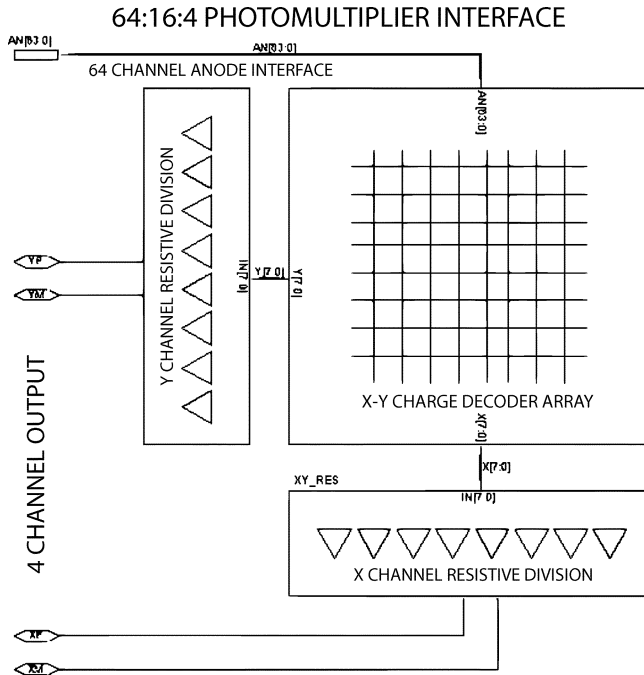 64:16:4 PHOTOMULTIPLIER INTERFACE
AN[63:0]
AN[63:0]
64 CHANNEL ANODE INTERFACE
AN[63:0]
Y CHANNEL RESISTIVE DIVISION
IN[7:0]
Y[7:0]
Y[7:0]
YP
YM
X-Y CHARGE DECODER ARRAY
X[7:0]
X[7:0]
XY_RES
IN[7:0]
X CHANNEL RESISTIVE DIVISION
4 CHANNEL OUTPUT
XP
XM